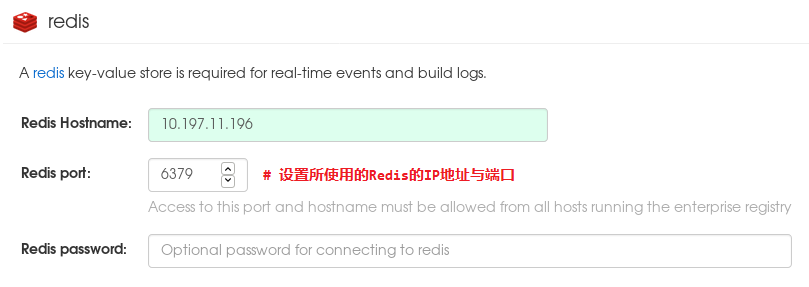 redis
A redis key-value store is required for real-time events and build logs.
Redis Hostname: 10.197.11.196
Redis port: 6379 # 设置所使用的Redis的IP地址与端口
Access to this port and hostname must be allowed from all hosts running the enterprise registry
Redis password: Optional password for connecting to redis